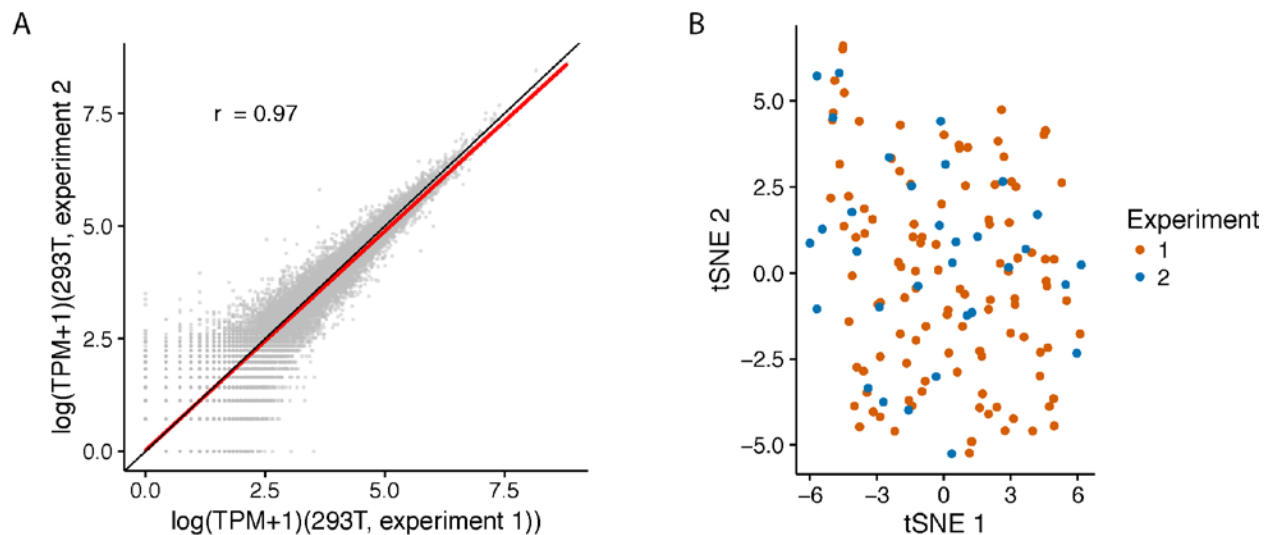 A
log(TPM+1)(293T, experiment 2
7.5
5.0
2.5
0.0
r = 0.97
0.0 2.5 5.0 7.5
log(TPM+1)(293T, experiment 1))
B
tSNE 2
5.0
2.5
0.0
−2.5
−5.0
−6 −3 0 3 6
tSNE 1
Experiment
1
2